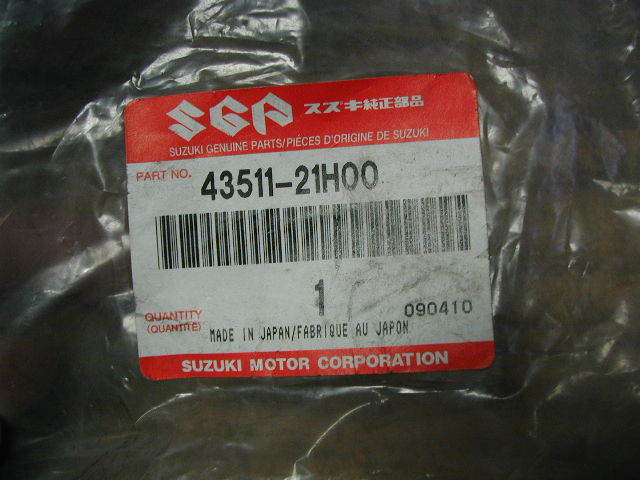 SGP スズキ純正部品
SUZUKI GENUINE PARTS/PIÈCES D'ORIGINE DE SUZUKI
PART NO. 43511-21H00
1
QUANTITY 090410
(QUANTITÉ)
MADE IN JAPAN/FABRIQUE AU JAPON
SUZUKI MOTOR CORPORATION